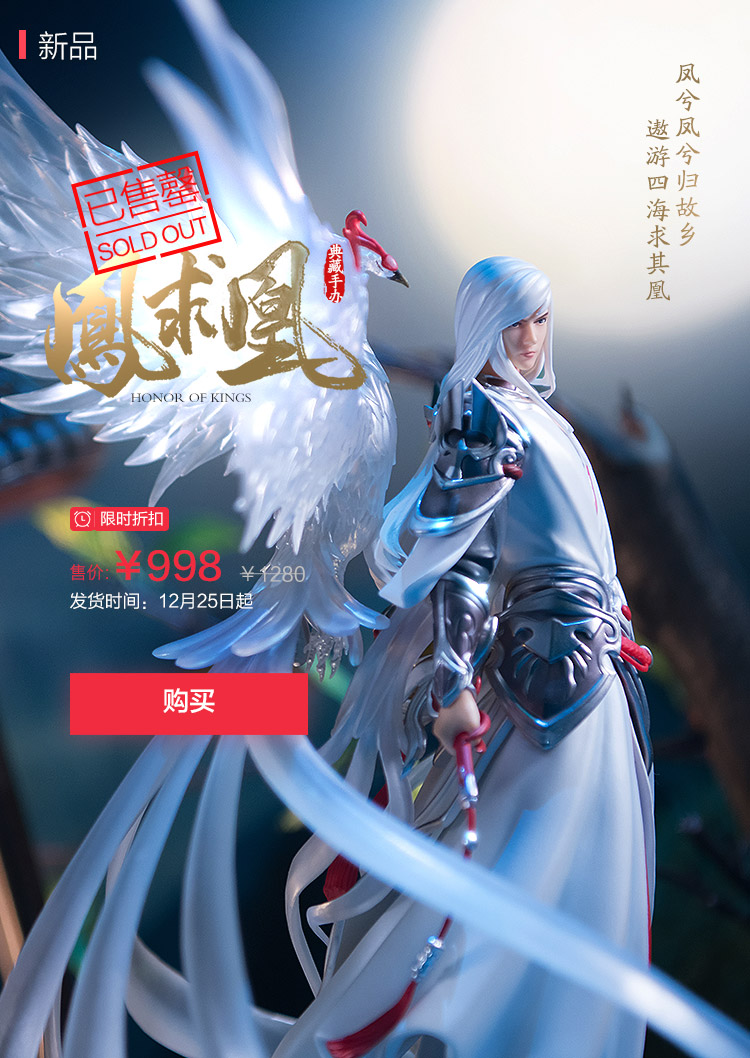 新品
凤兮凤兮归故乡
遨游四海求其凰
已售罄
SOLD OUT
典藏手办
鳳求凰
HONOR OF KINGS
限时折扣
售价:￥998 ￥1280
发货时间：12月25日起
购买